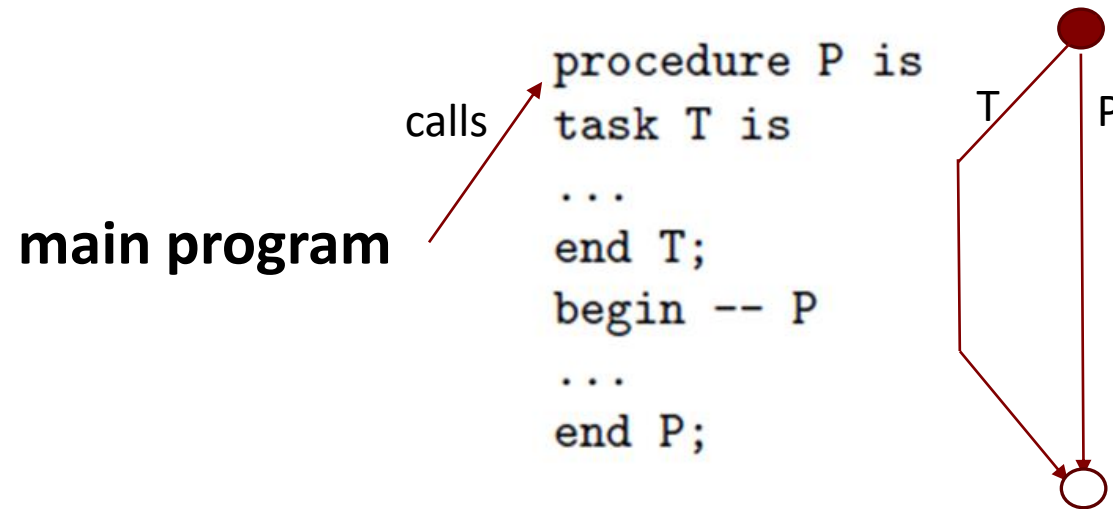 procedure P is
calls
task T is
...
main program
end T;
begin -- P
...
end P;
T
P